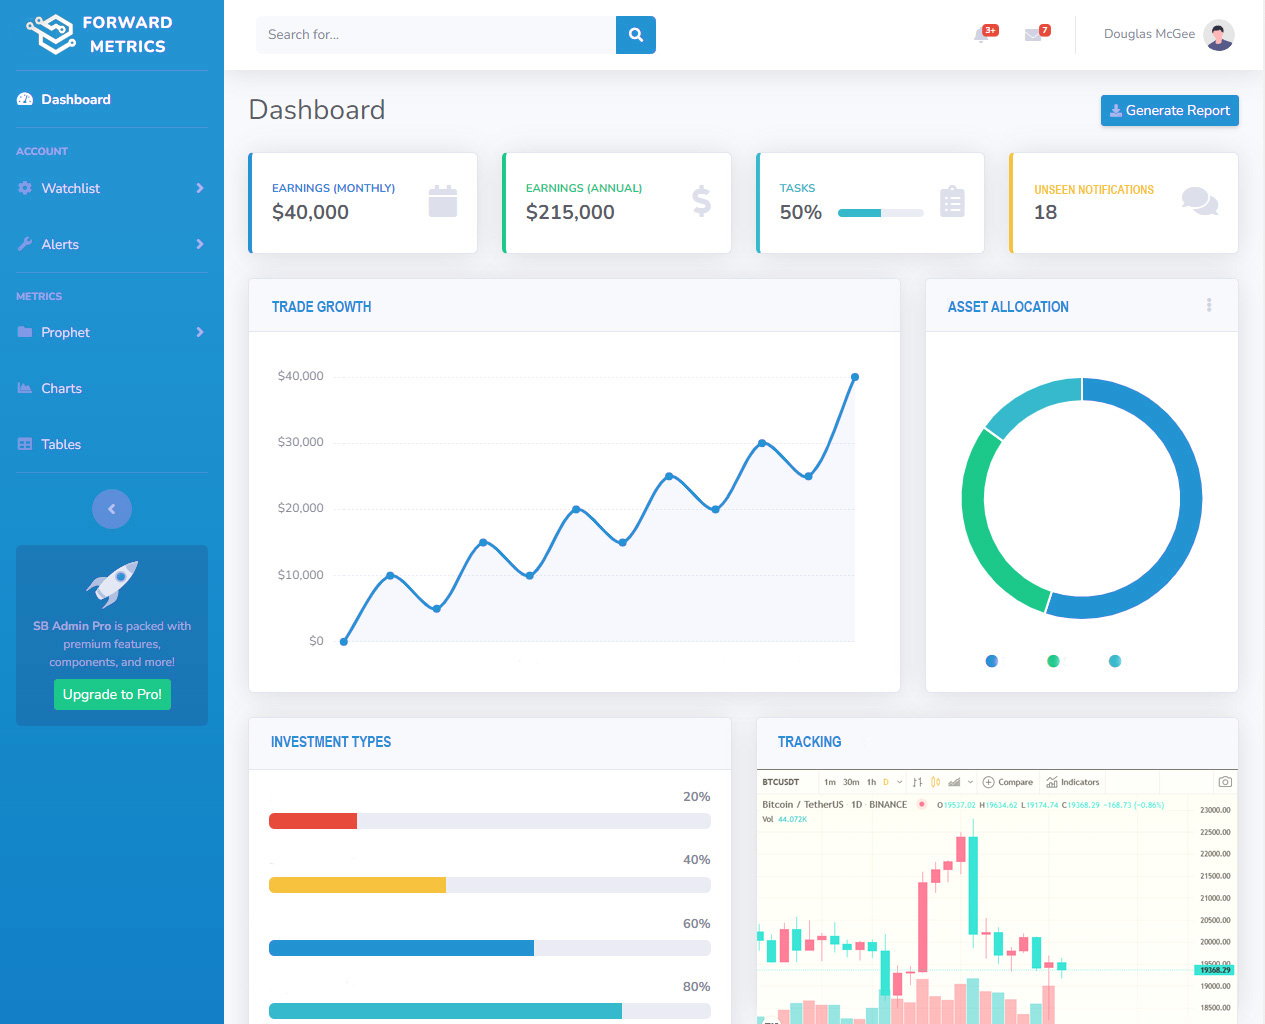 FORWARD
METRICS
Search for...
3+
7
Douglas McGee
Dashboard
ACCOUNT
Watchlist
Alerts
METRICS
Prophet
Charts
Tables
SB Admin Pro is packed with
premium features,
components, and more!
Upgrade to Pro!
Dashboard
Generate Report
EARNINGS (MONTHLY)
$40,000
EARNINGS (ANNUAL)
$215,000
TASKS
50%
UNSEEN NOTIFICATIONS
18
TRADE GROWTH
$40,000
$30,000
$20,000
$10,000
$0
ASSET ALLOCATION
INVESTMENT TYPES
20%
40%
60%
80%
TRACKING
BTCUSDT 1m 30m 1h D Compare Indicators
Bitcoin / TetherUS · 1D · BINANCE O19537.02 H19634.62 L19174.74 C19368.29 −168.73 (−0.86%)
Vol 44.072K
23000.00
22500.00
22000.00
21500.00
21000.00
20500.00
20000.00
19500.00
19368.29
19000.00
18500.00